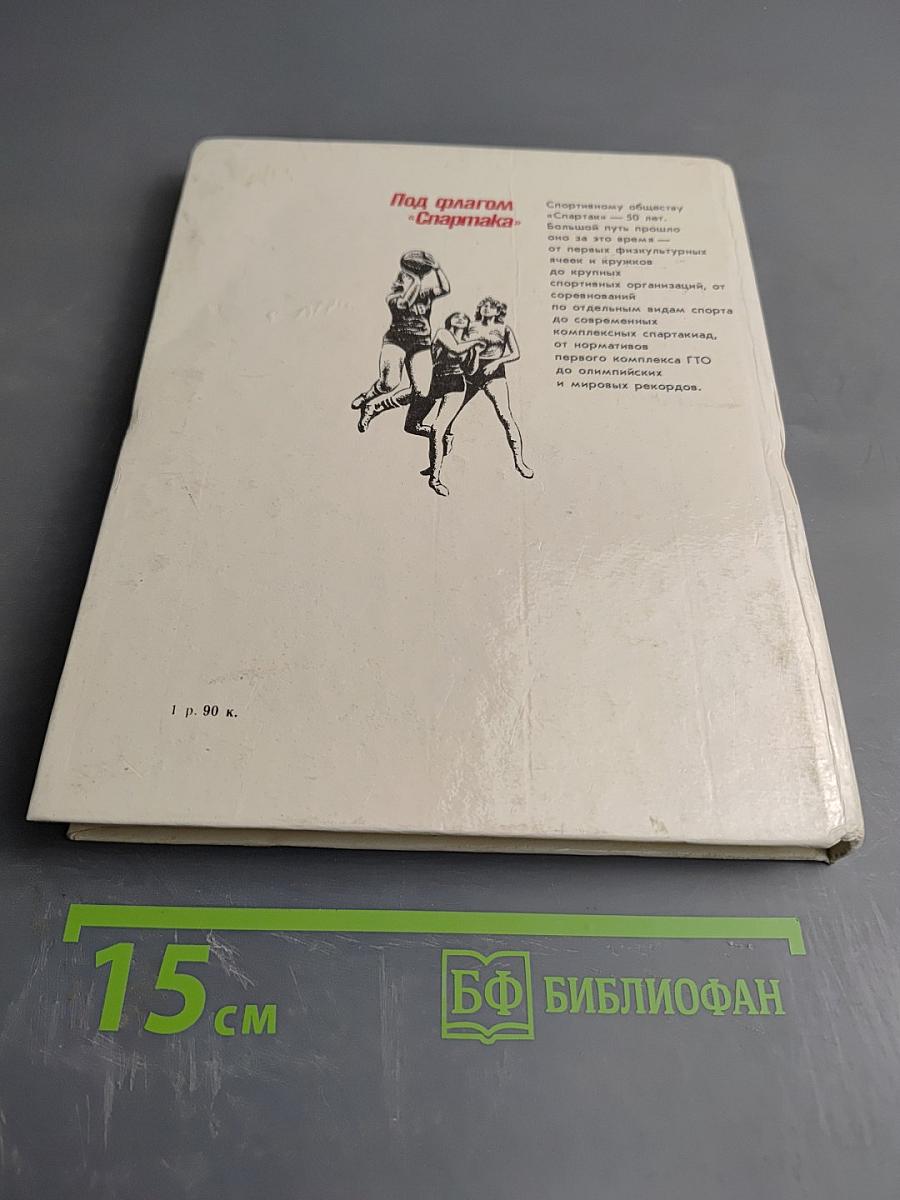 Под флагом
«Спартака»
Спортивному обществу
«Спартак» — 50 лет.
Большой путь прошло
оно за это время —
от первых физкультурных
ячеек и кружков
до крупных
спортивных организаций, от
соревнований
по отдельным видам спорта
до современных
комплексных спартакиад,
от нормативов
первого комплекса ГТО
до олимпийских
и мировых рекордов.
1 р. 90 к.
15 см
БФ БИБЛИОФАН